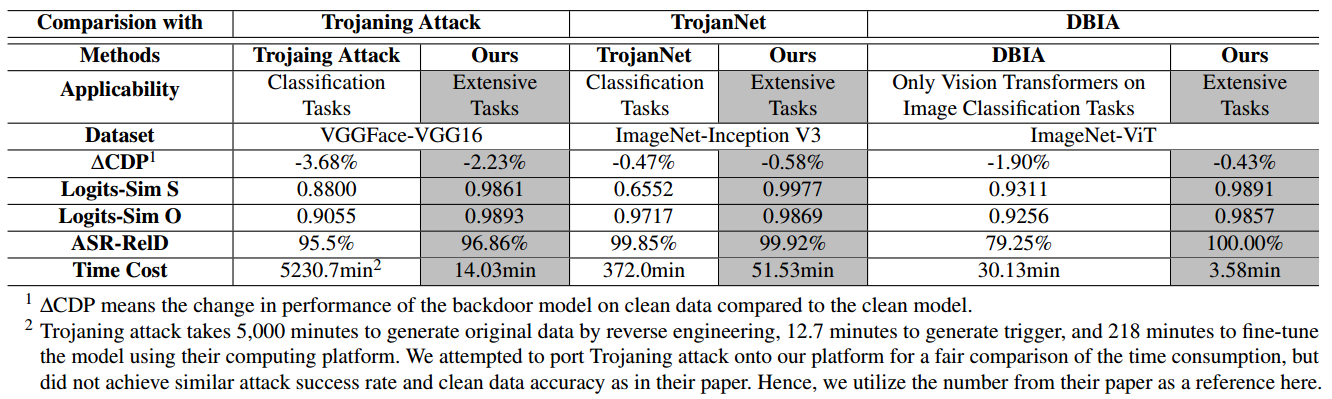 Comparision with Trojaning Attack TrojanNet DBIA
Methods Trojaing Attack Ours TrojanNet Ours DBIA Ours
Applicability Classification Tasks Extensive Tasks Classification Tasks Extensive Tasks Only Vision Transformers on Image Classification Tasks Extensive Tasks
Dataset VGGFace-VGG16 ImageNet-Inception V3 ImageNet-ViT
ΔCDP¹ -3.68% -2.23% -0.47% -0.58% -1.90% -0.43%
Logits-Sim S 0.8800 0.9861 0.6552 0.9977 0.9311 0.9891
Logits-Sim O 0.9055 0.9893 0.9717 0.9869 0.9256 0.9857
ASR-RelD 95.5% 96.86% 99.85% 99.92% 79.25% 100.00%
Time Cost 5230.7min² 14.03min 372.0min 51.53min 30.13min 3.58min
¹ ΔCDP means the change in performance of the backdoor model on clean data compared to the clean model.
² Trojaning attack takes 5,000 minutes to generate original data by reverse engineering, 12.7 minutes to generate trigger, and 218 minutes to fine-tune
the model using their computing platform. We attempted to port Trojaning attack onto our platform for a fair comparison of the time consumption, but
did not achieve similar attack success rate and clean data accuracy as in their paper. Hence, we utilize the number from their paper as a reference here.